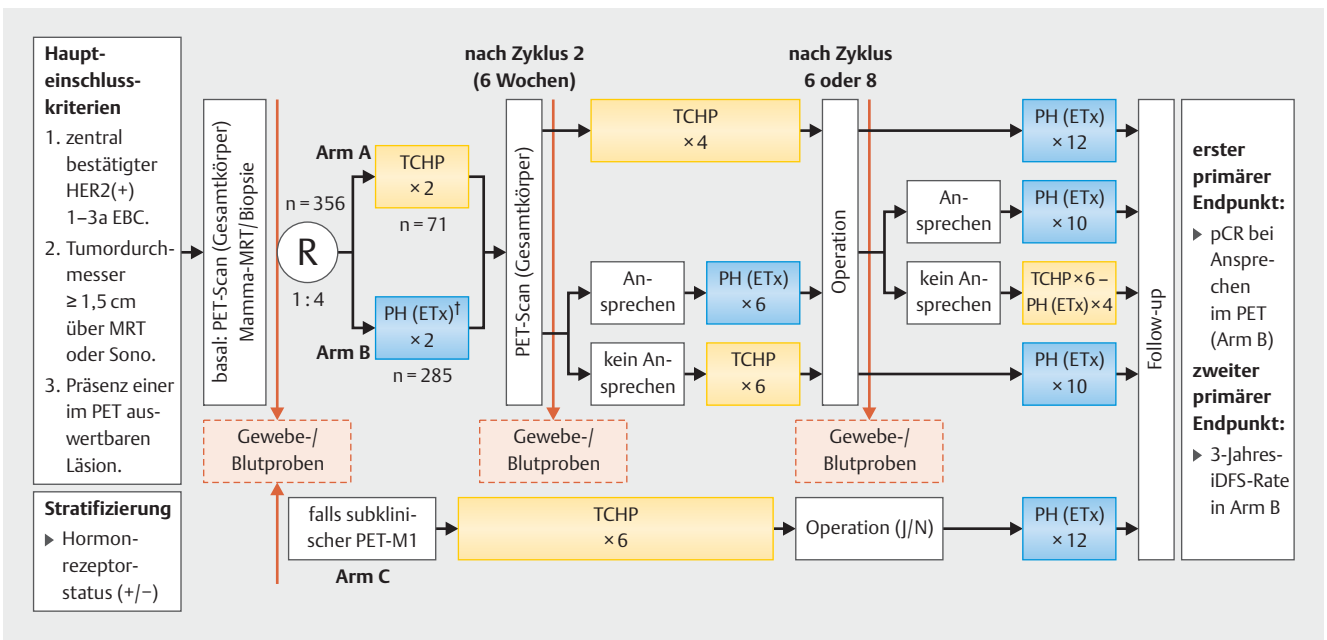 Haupt-
einschluss-
kriterien
1. zentral
bestätigter
HER2(+)
1–3a EBC.
2. Tumordurch-
messer
≥ 1,5 cm
über MRT
oder Sono.
3. Präsenz einer
im PET aus-
wertbaren
Läsion.
Stratifizierung
▶ Hormon-
rezeptor-
status (+/−)
basal: PET-Scan (Gesamtkörper)
Mamma-MRT/Biopsie
n = 356
R
1 : 4
Arm A
TCHP
× 2
n = 71
PH (ETx)†
× 2
Arm B
n = 285
Gewebe-/
Blutproben
nach Zyklus 2
(6 Wochen)
PET-Scan (Gesamtkörper)
Gewebe-/
Blutproben
TCHP
× 4
An-
sprechen
PH (ETx)
× 6
kein An-
sprechen
TCHP
× 6
nach Zyklus
6 oder 8
Operation
Gewebe-/
Blutproben
PH (ETx)
× 12
An-
sprechen
PH (ETx)
× 10
kein An-
sprechen
TCHP×6 –
PH (ETx)×4
PH (ETx)
× 10
falls subklini-
scher PET-M1
Arm C
TCHP
× 6
Operation (J/N)
PH (ETx)
× 12
Follow-up
erster
primärer
Endpunkt:
▶ pCR bei
Anspre-
chen
im PET
(Arm B)
zweiter
primärer
Endpunkt:
▶ 3-Jahres-
iDFS-Rate
in Arm B